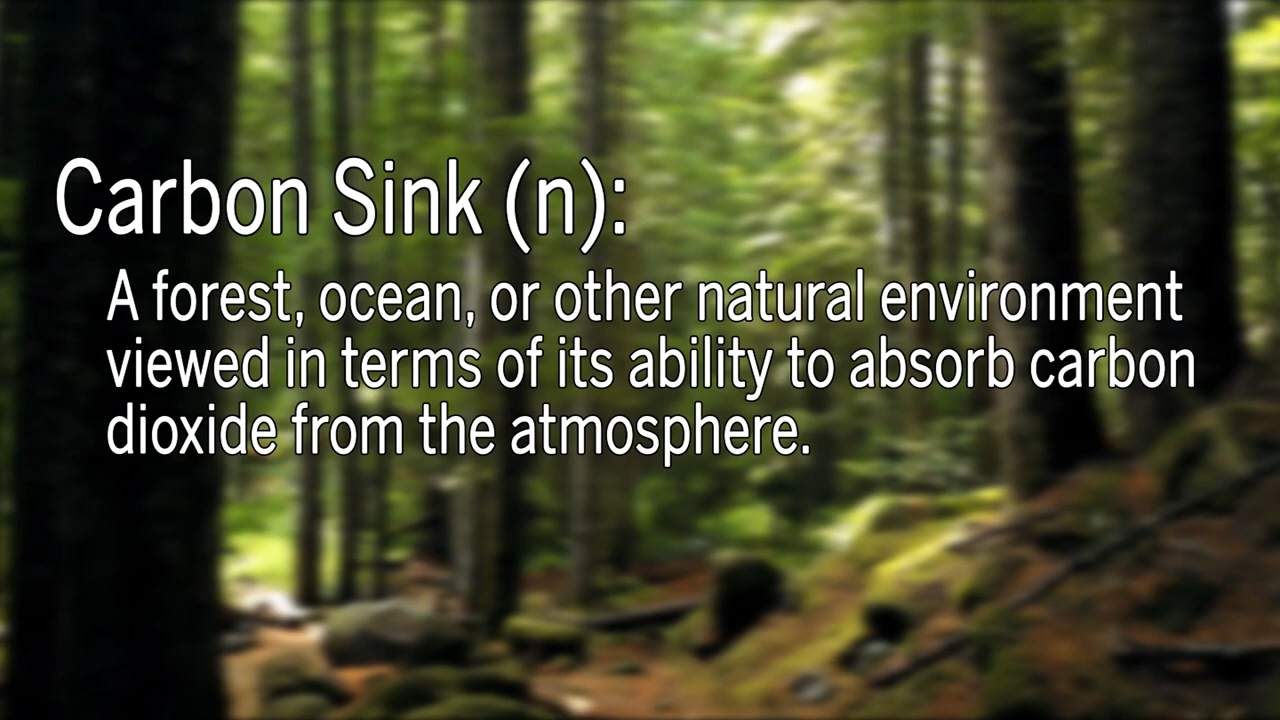 Carbon Sink (n):
A forest, ocean, or other natural environment
viewed in terms of its ability to absorb carbon
dioxide from the atmosphere.